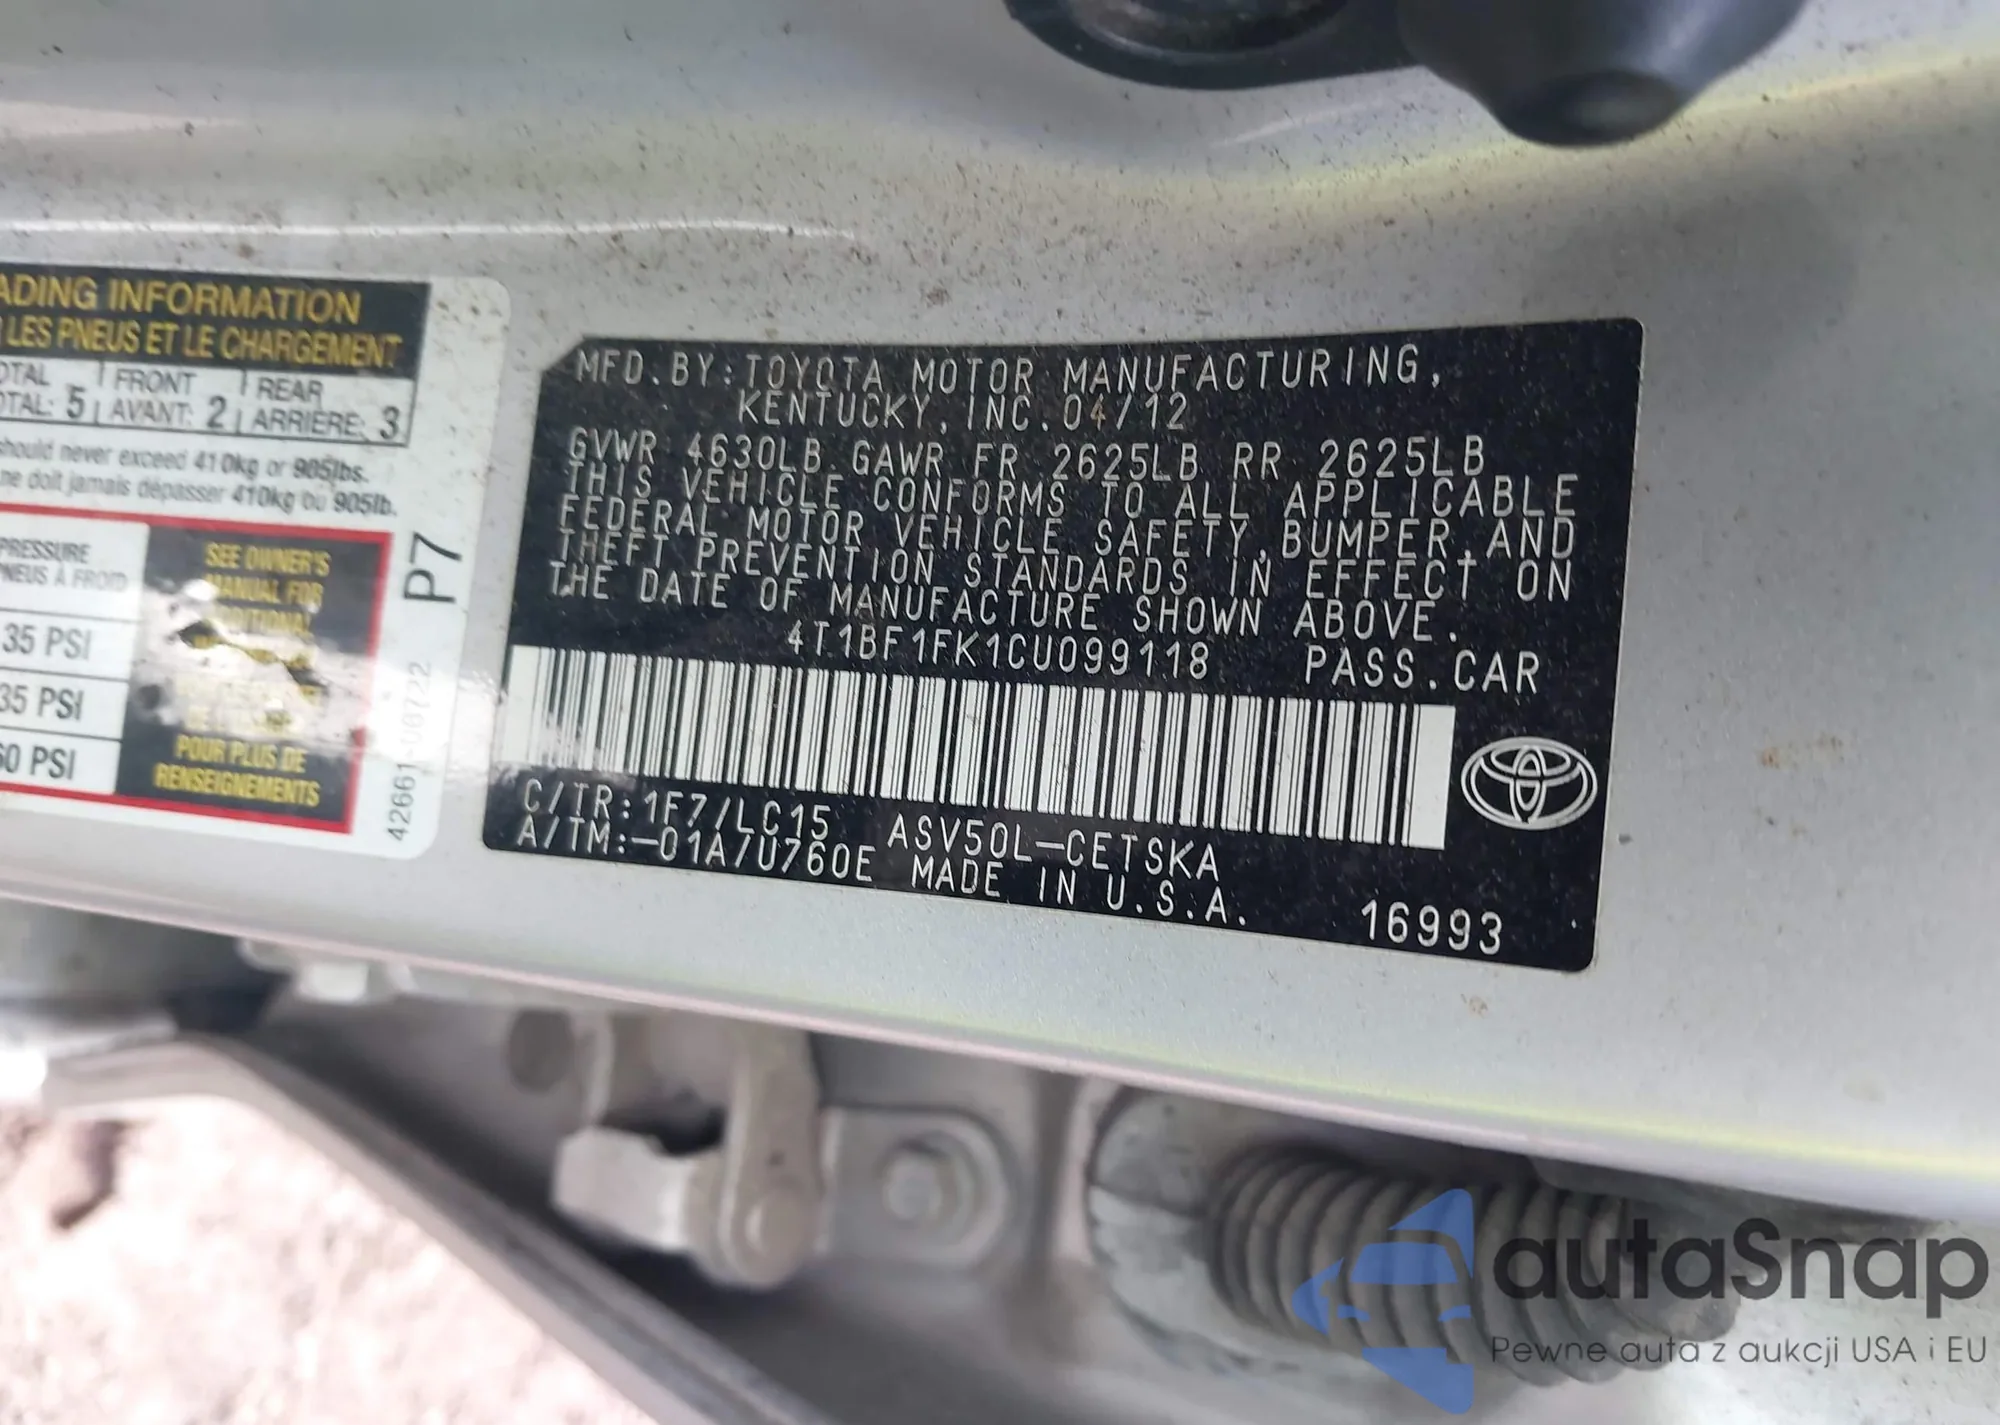 ADING INFORMATION
LES PNEUS ET LE CHARGEMENT
OTAL FRONT REAR
OTAL: 5 AVANT: 2 ARRIÈRE: 3
should never exceed 410kg or 905lbs.
ne doit jamais dépasser 410kg ou 905lb.
PRESSURE
PNEUS À FROID
35 PSI
35 PSI
60 PSI
SEE OWNER'S
MANUAL FOR
POUR PLUS DE
RENSEIGNEMENTS
P7
42661-08722
MFD. BY: TOYOTA MOTOR MANUFACTURING,
KENTUCKY, INC. 04/12
GVWR 4630LB GAWR FR 2625LB RR 2625LB
THIS VEHICLE CONFORMS TO ALL APPLICABLE
FEDERAL MOTOR VEHICLE SAFETY, BUMPER, AND
THEFT PREVENTION STANDARDS IN EFFECT ON
THE DATE OF MANUFACTURE SHOWN ABOVE.
4T1BF1FK1CU099118 PASS. CAR
C/TR: 1F7/LC15 ASV50L-CETSKA
A/TM:-01A/U760E MADE IN U.S.A.
16993
autaSnap
Pewne auta z aukcji USA i EU